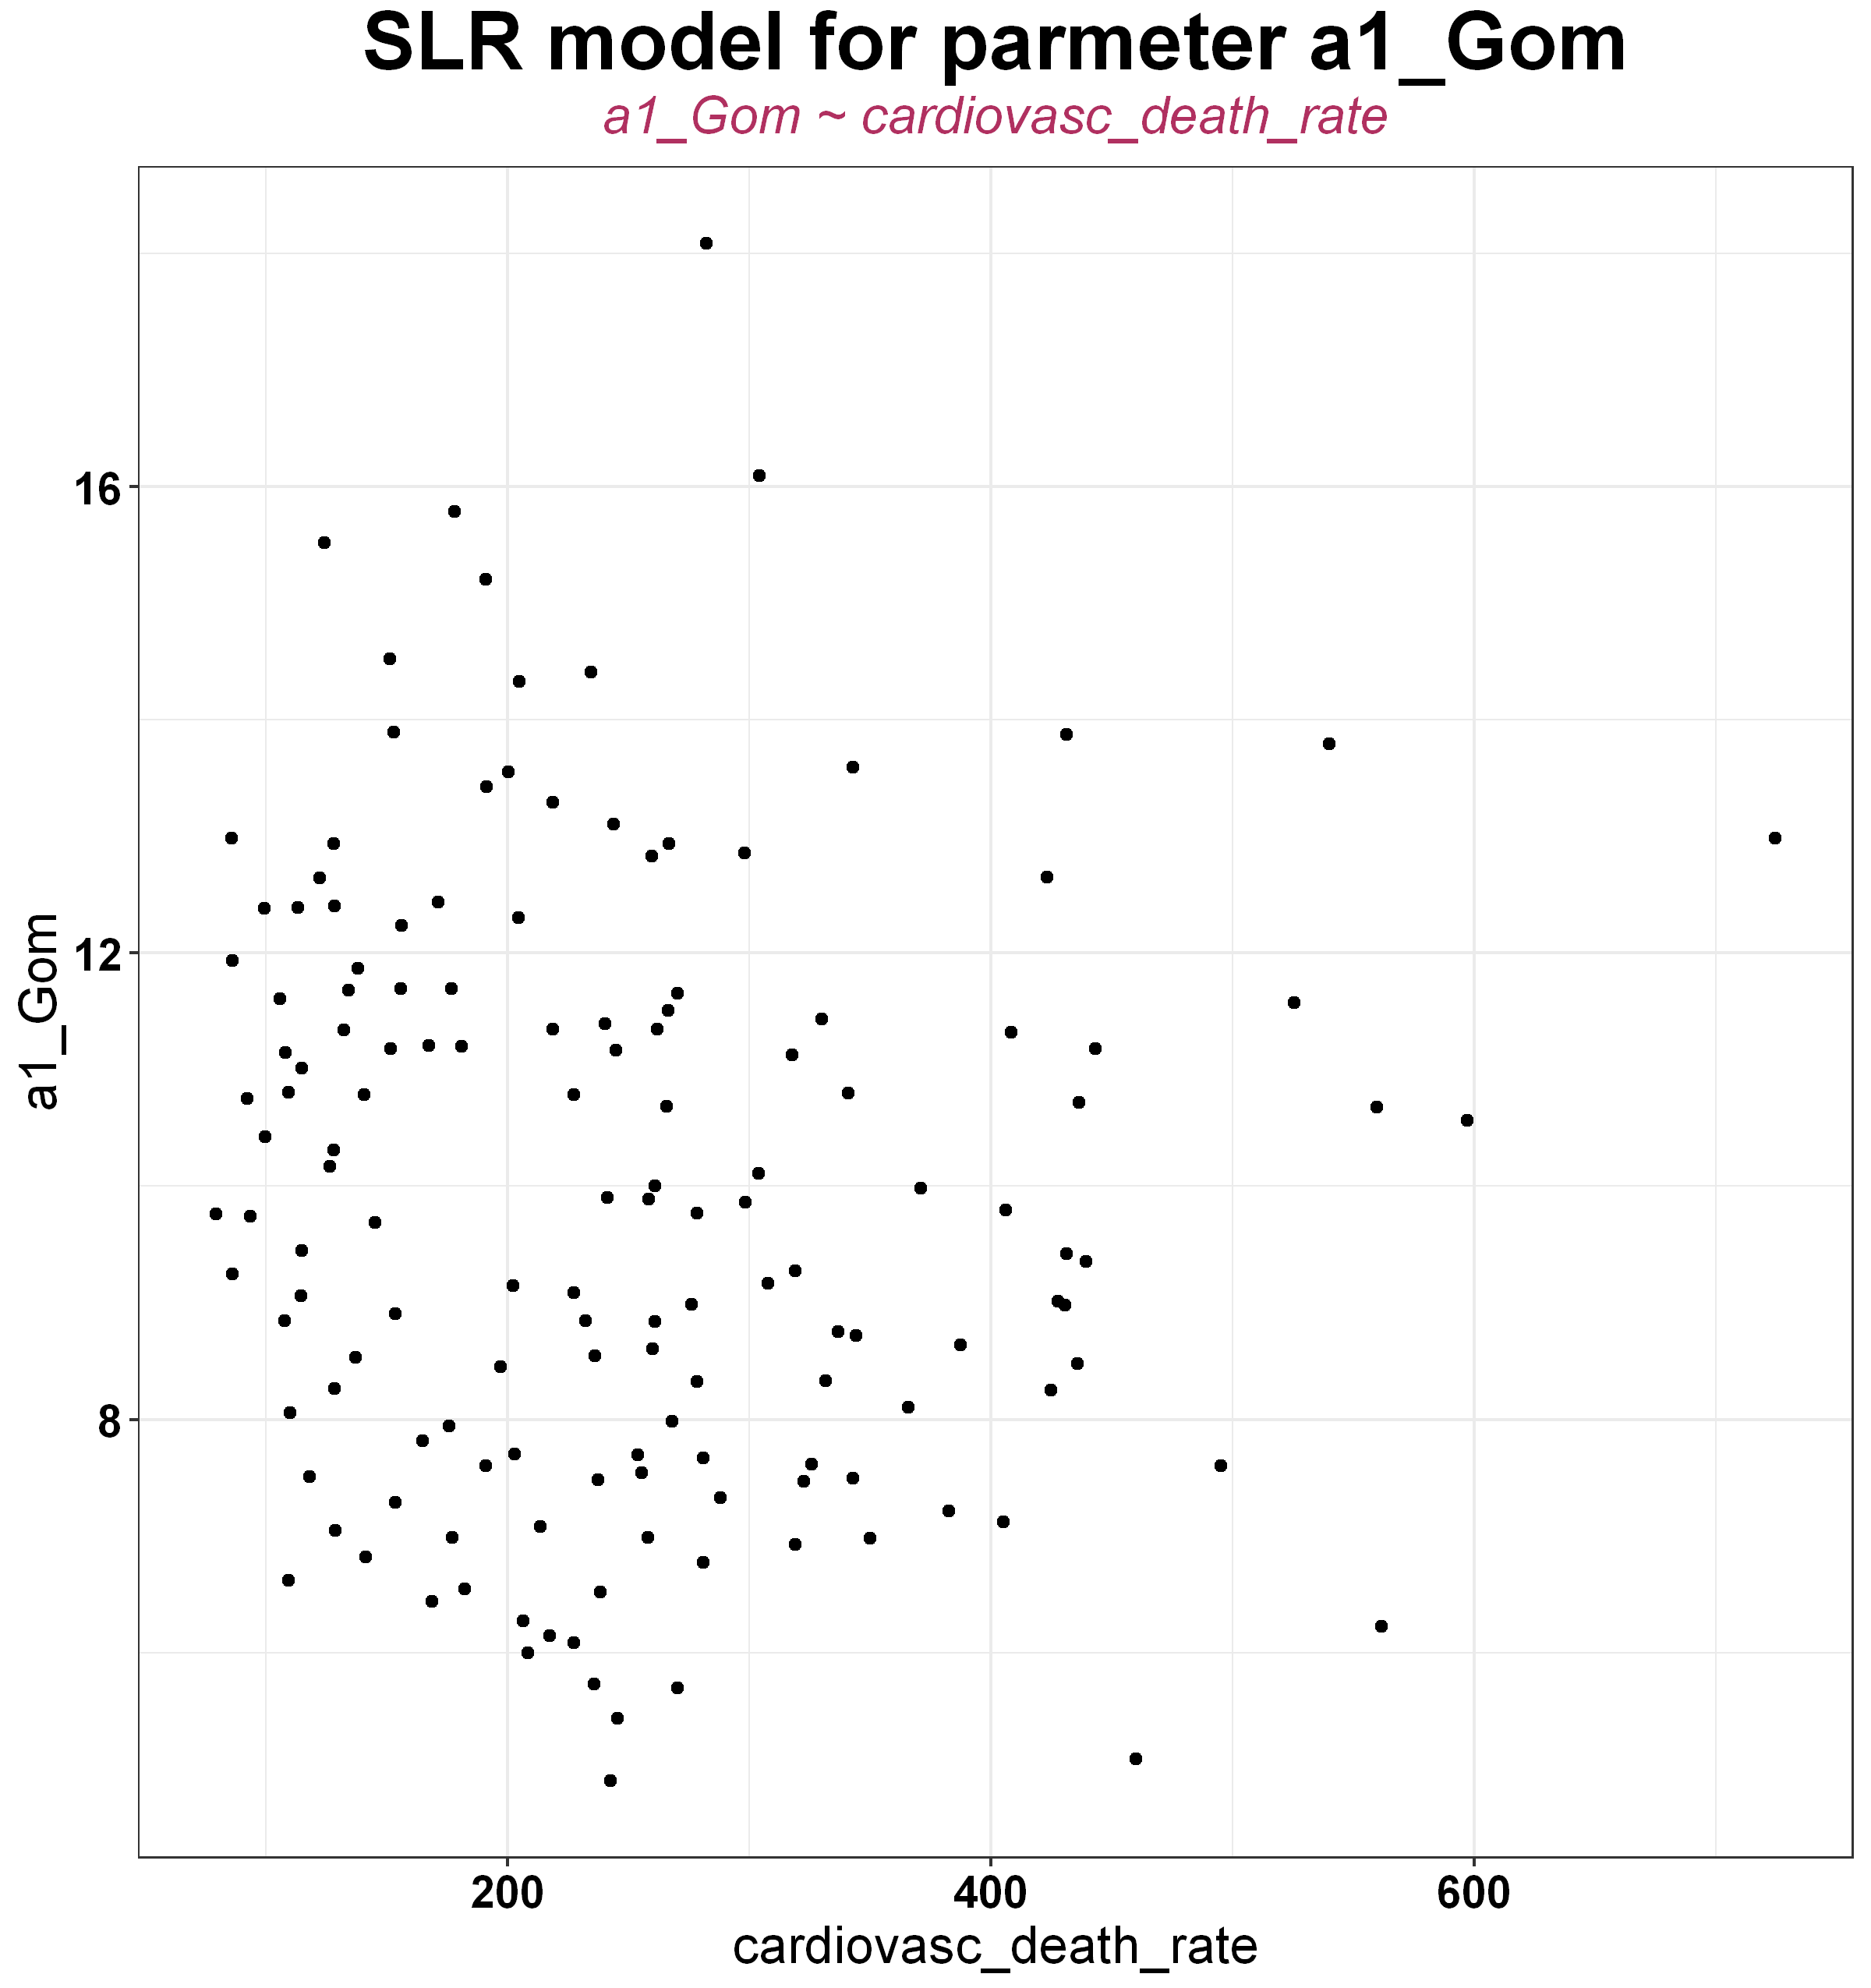 SLR model for parmeter a1_Gom
a1_Gom ~ cardiovasc_death_rate
16
12
8
a1_Gom
200 400 600
cardiovasc_death_rate